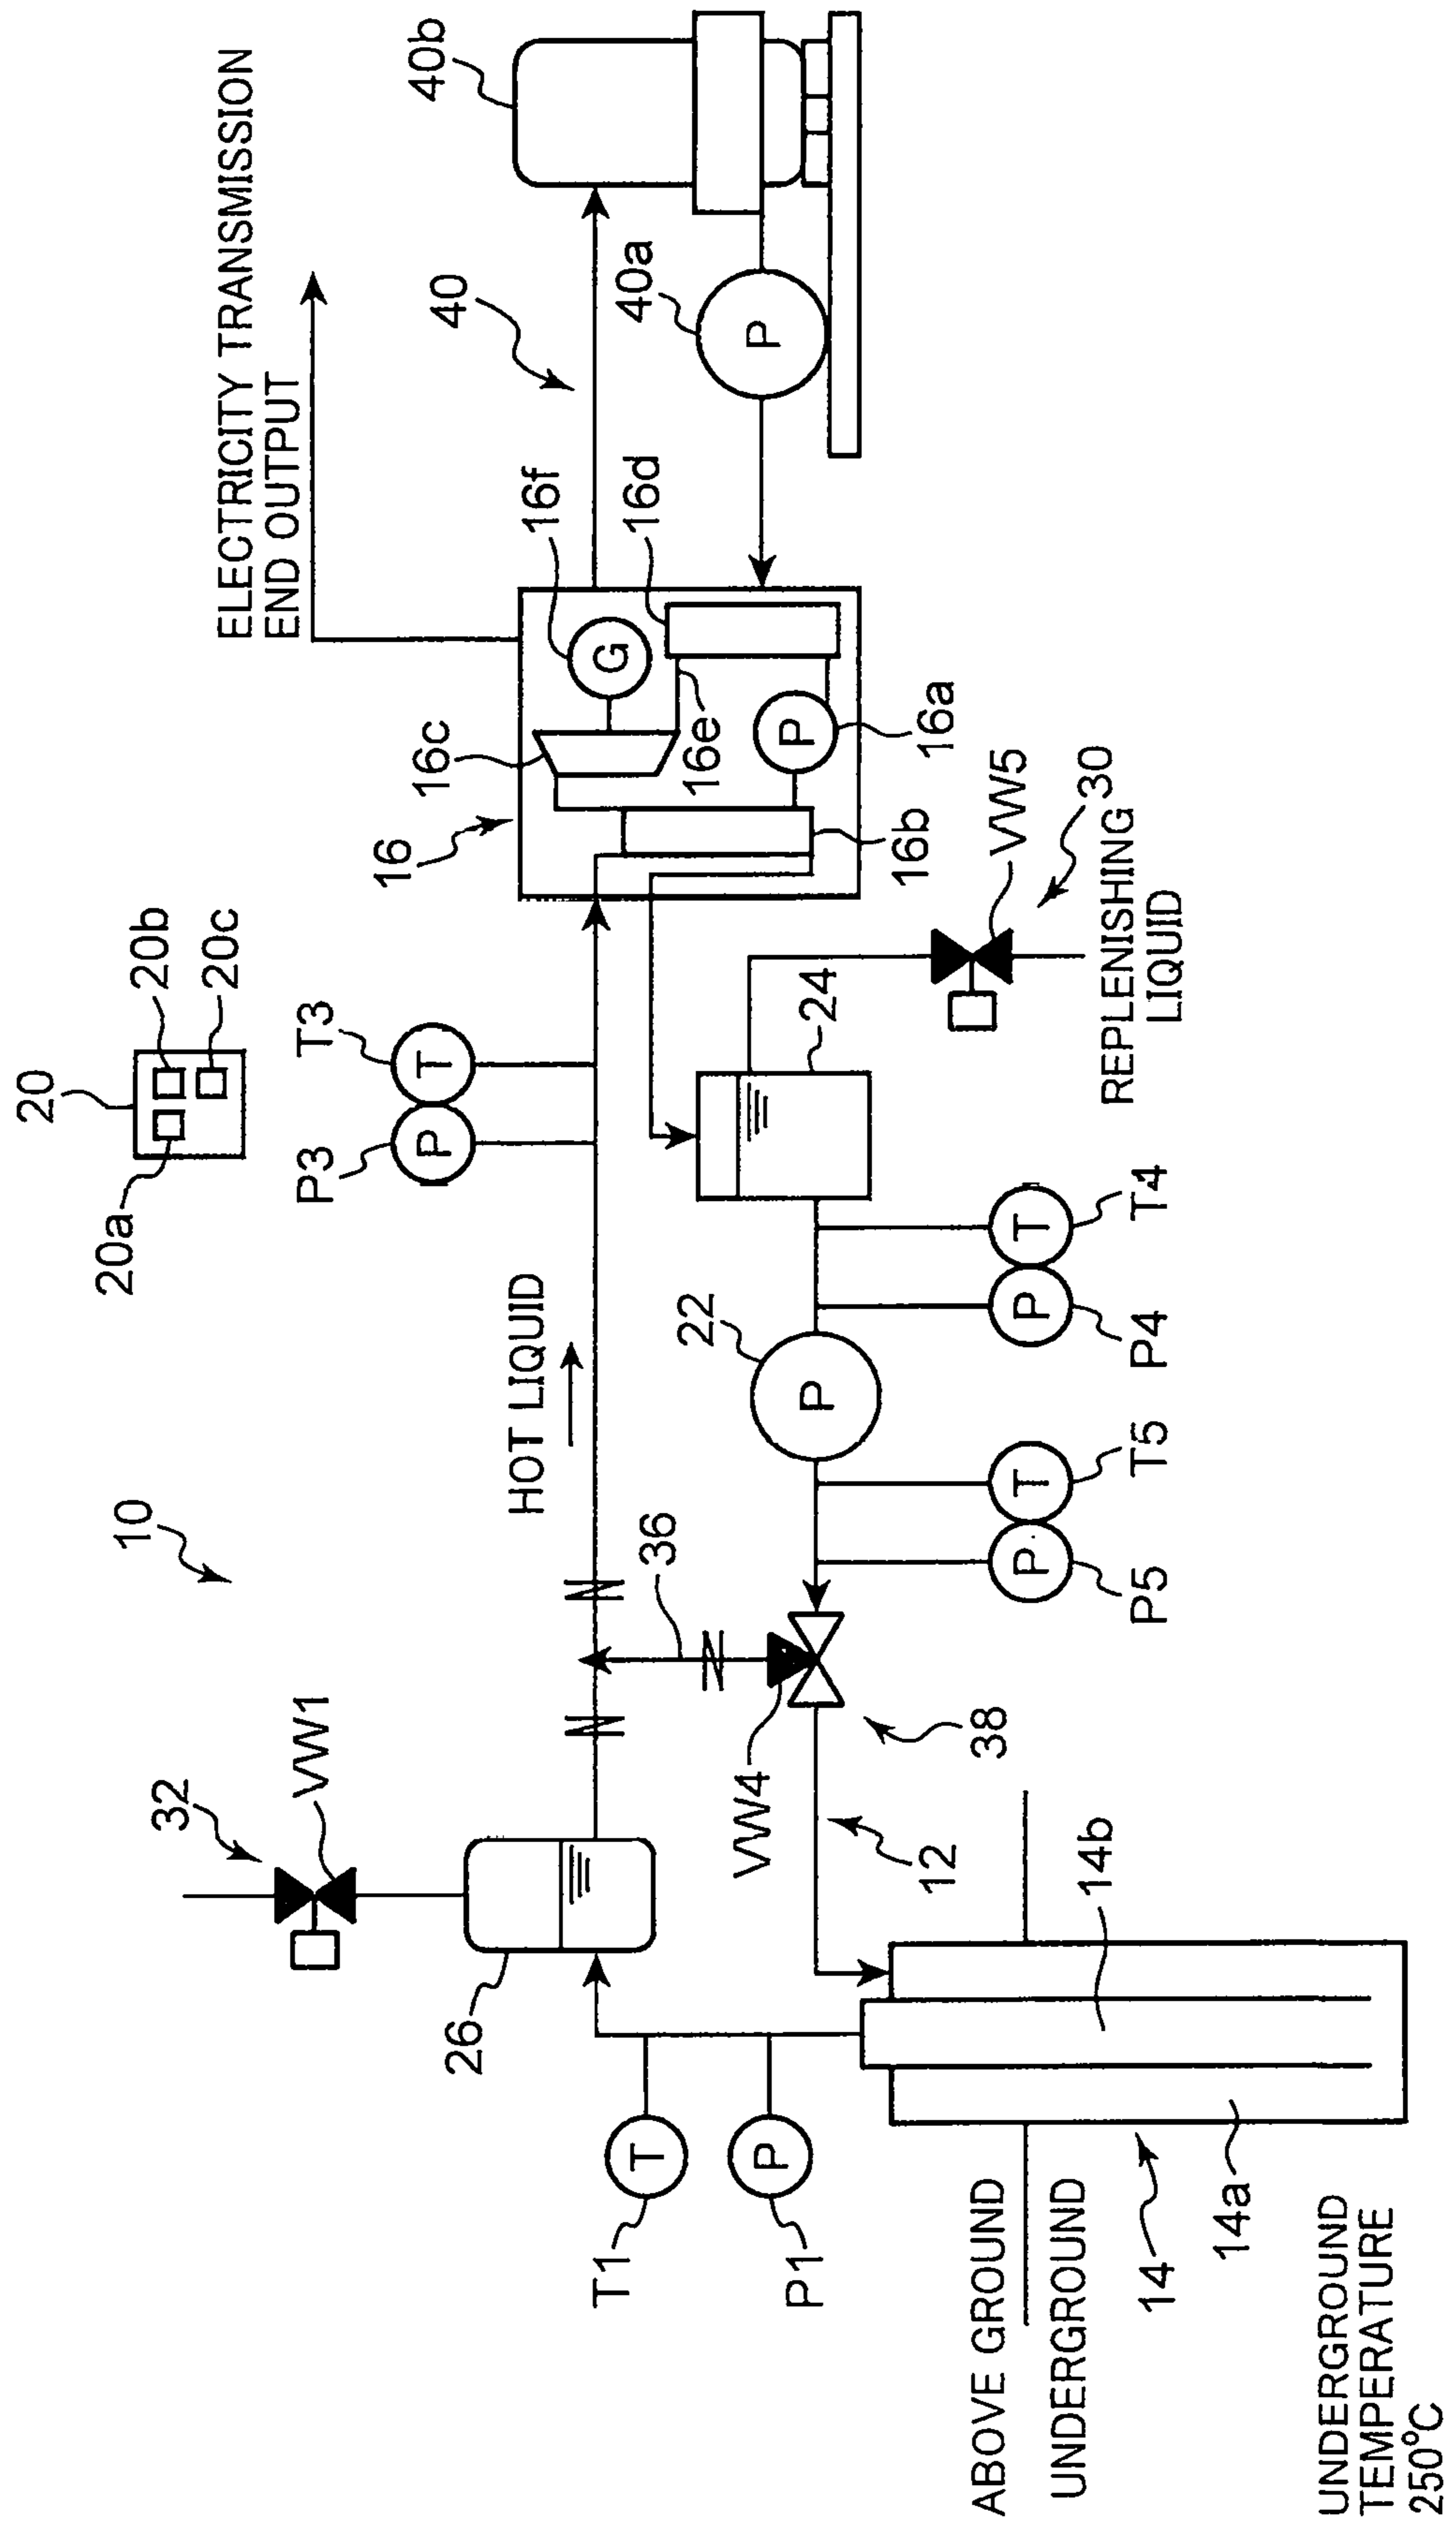 10
20
20a
20b
20c
ELECTRICITY TRANSMISSION
END OUTPUT
32
VW1
26
T1
T
P1
P
HOT LIQUID
P3
T3
P
T
36
VW4
38
12
22
P
P5
T5
P
T
P4
T4
P
T
24
VW5
30
REPLENISHING
LIQUID
16
16c
16f
G
16d
16e
P
16a
16b
40
40a
P
40b
ABOVE GROUND
UNDERGROUND
14
14a
14b
UNDERGROUND
TEMPERATURE
250°C